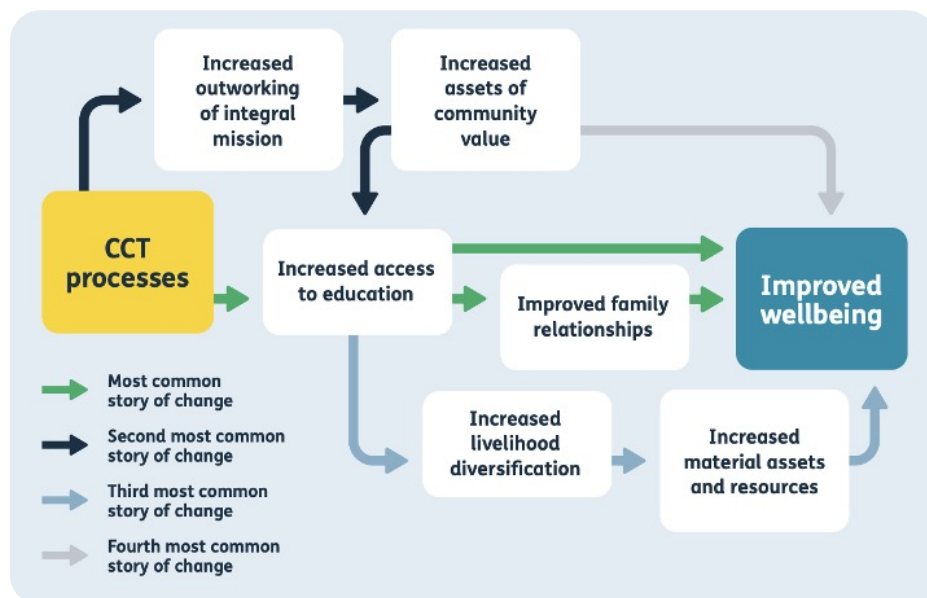 Increased
outworking
of integral
mission
Increased
assets of
community
value
CCT
processes
Increased access
to education
Improved family
relationships
Improved
wellbeing
Increased
livelihood
diversification
Increased
material assets
and resources
Most common
story of change
Second most common
story of change
Third most common
story of change
Fourth most common
story of change